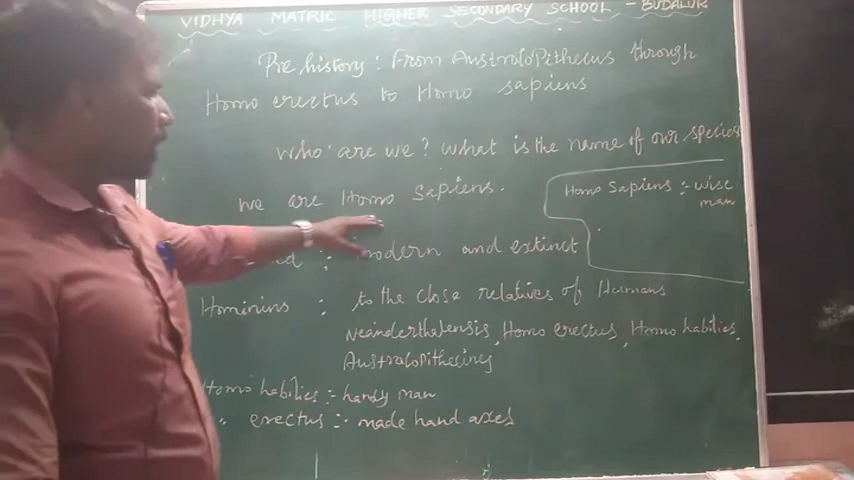 VIDHYA MATRIC HIGHER SECONDARY SCHOOL - BUDALUR
Pre history : From AustraloPithecus through
Homo erectus to Homo sapiens
Who are we? What is the name of our species
we are Homo Sapiens.
Homo Sapiens :- wise
man
: modern and extinct
Hominins : to the close relatives of Humans
Neanderthalensis, Homo erectus, Homo habilies,
AustraloPithecines
Homo habilies :- handy man
" erectus :- made hand axes